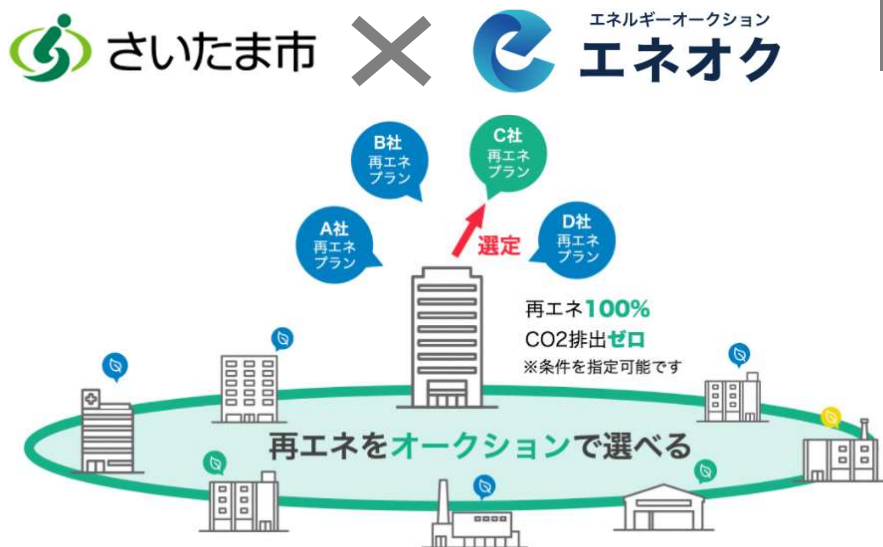 さいたま市
エネルギーオークション
エネオク
B社
再エネ
プラン
C社
再エネ
プラン
A社
再エネ
プラン
選定
D社
再エネ
プラン
再エネ100%
CO2排出ゼロ
※条件を指定可能です
再エネをオークションで選べる